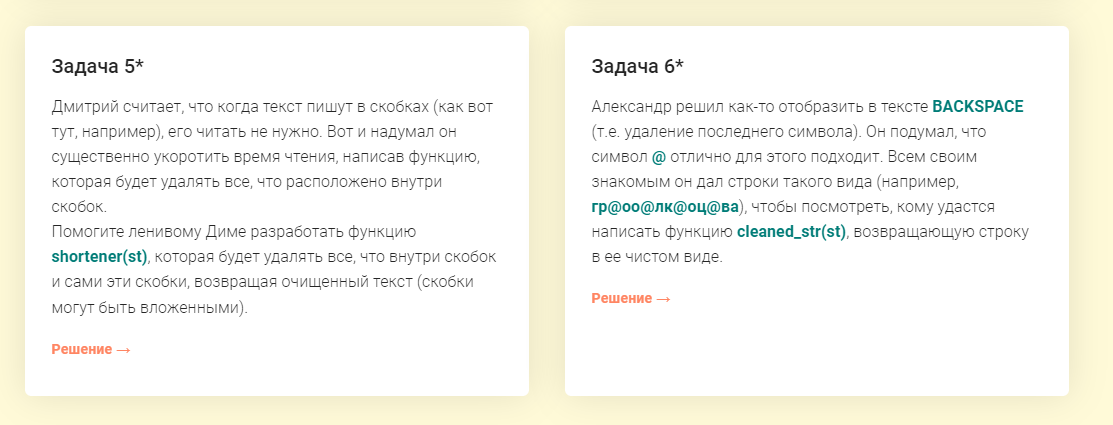 Задача 5*
Дмитрий считает, что когда текст пишут в скобках (как вот
тут, например), его читать не нужно. Вот и надумал он
существенно укоротить время чтения, написав функцию,
которая будет удалять все, что расположено внутри
скобок.
Помогите ленивому Диме разработать функцию
shortener(st), которая будет удалять все, что внутри скобок
и сами эти скобки, возвращая очищенный текст (скобки
могут быть вложенными).
Решение →
Задача 6*
Александр решил как-то отобразить в тексте BACKSPACE
(т.е. удаление последнего символа). Он подумал, что
символ @ отлично для этого подходит. Всем своим
знакомым он дал строки такого вида (например,
гр@оо@лк@оц@ва), чтобы посмотреть, кому удастся
написать функцию cleaned_str(st), возвращающую строку
в ее чистом виде.
Решение →